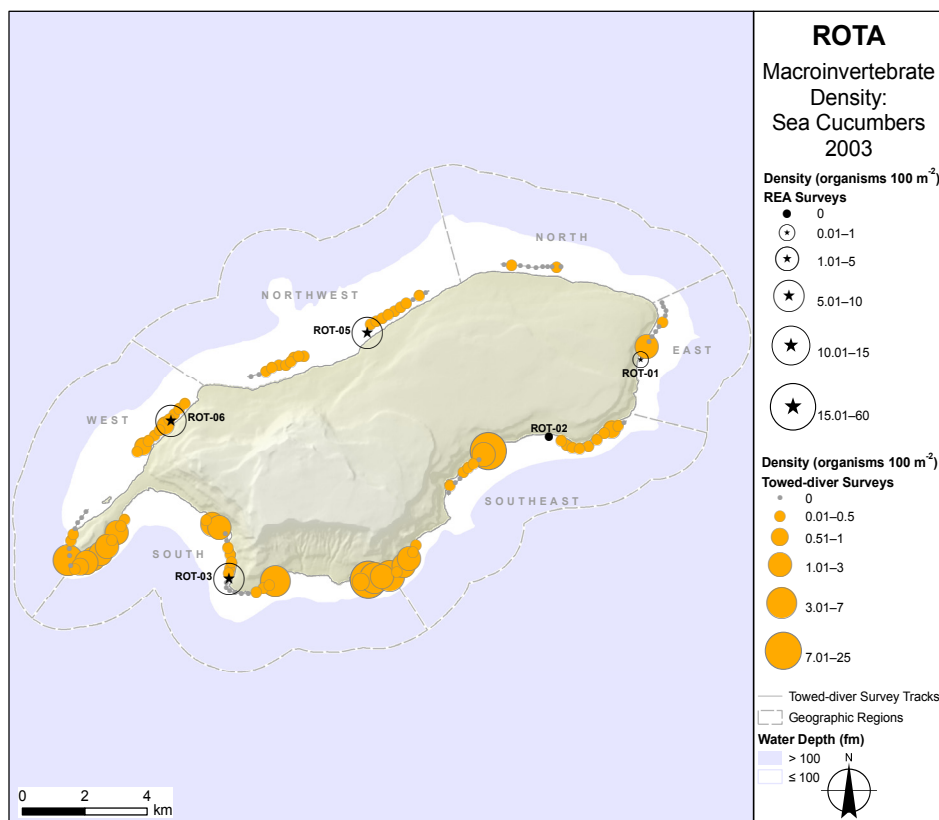 ROTA
Macroinvertebrate
Density:
Sea Cucumbers
2003
Density (organisms 100 m⁻²)
REA Surveys
0
0.01–1
1.01–5
5.01–10
10.01–15
15.01–60
Density (organisms 100 m⁻²)
Towed-diver Surveys
0
0.01–0.5
0.51–1
1.01–3
3.01–7
7.01–25
Towed-diver Survey Tracks
Geographic Regions
Water Depth (fm)
> 100
≤ 100
N
NORTH
NORTHWEST
ROT-05
EAST
ROT-01
WEST
ROT-06
ROT-02
SOUTHEAST
SOUTH
ROT-03
0 2 4
km